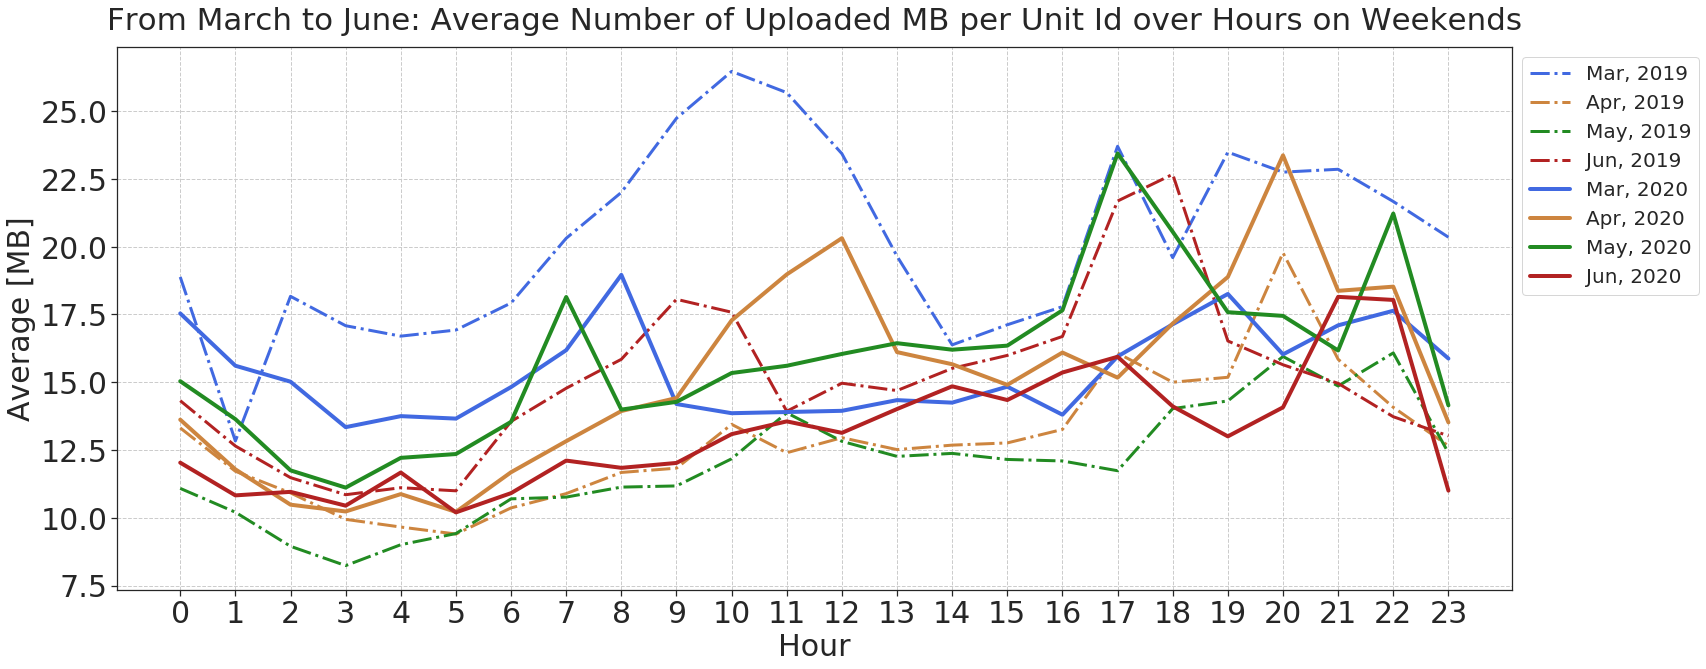 From March to June: Average Number of Uploaded MB per Unit Id over Hours on Weekends
Average [MB]
25.0
22.5
20.0
17.5
15.0
12.5
10.0
7.5
0 1 2 3 4 5 6 7 8 9 10 11 12 13 14 15 16 17 18 19 20 21 22 23
Hour
Mar, 2019
Apr, 2019
May, 2019
Jun, 2019
Mar, 2020
Apr, 2020
May, 2020
Jun, 2020